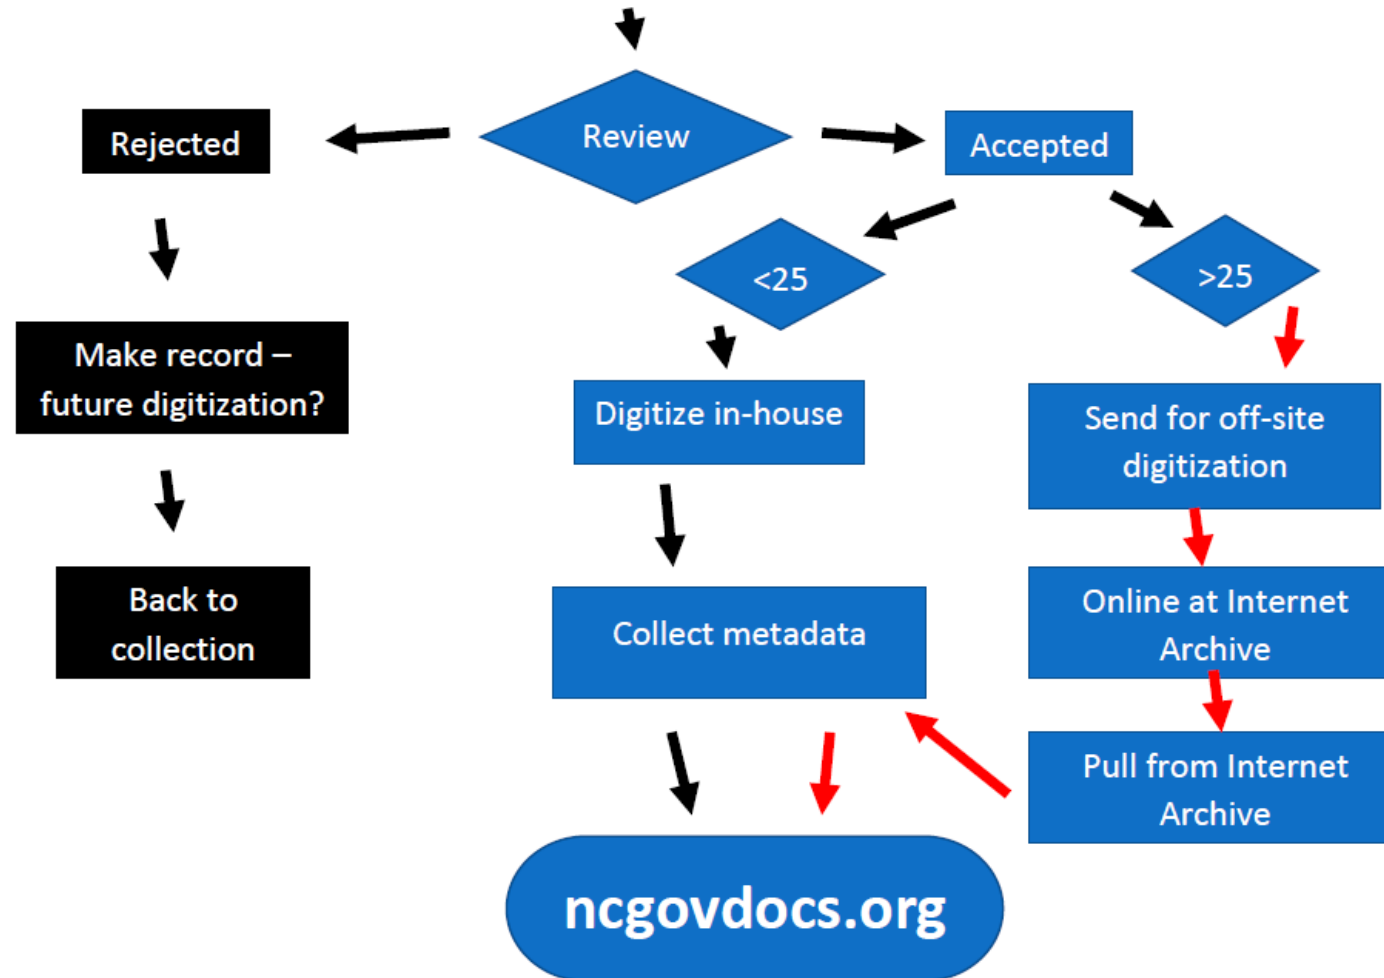 Review
Rejected
Accepted
<25
>25
Make record –
future digitization?
Digitize in-house
Send for off-site
digitization
Back to
collection
Collect metadata
Online at Internet
Archive
Pull from Internet
Archive
ncgovdocs.org